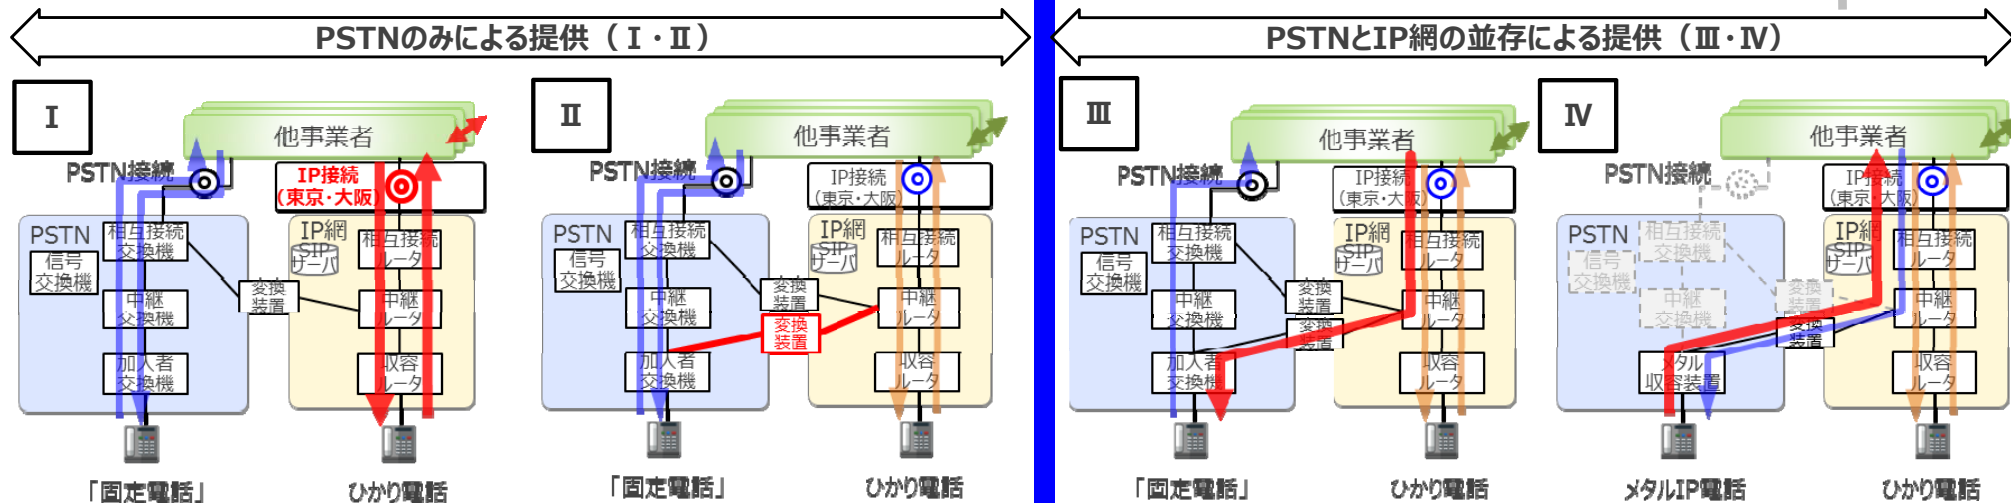 PSTNのみによる提供（Ⅰ・Ⅱ）
PSTNとIP網の並存による提供（Ⅲ・Ⅳ）
Ⅰ
他事業者
PSTN接続
IP接続
（東京・大阪）
PSTN
相互接続
交換機
信号
交換機
中継
交換機
加入者
交換機
変換
装置
IP網
SIP
サーバ
相互接続
ルータ
中継
ルータ
収容
ルータ
「固定電話」
ひかり電話
Ⅱ
他事業者
PSTN接続
IP接続
（東京・大阪）
PSTN
相互接続
交換機
信号
交換機
中継
交換機
加入者
交換機
変換
装置
変換
装置
IP網
SIP
サーバ
相互接続
ルータ
中継
ルータ
収容
ルータ
「固定電話」
ひかり電話
Ⅲ
他事業者
PSTN接続
IP接続
（東京・大阪）
PSTN
相互接続
交換機
信号
交換機
中継
交換機
加入者
交換機
変換
装置
変換
装置
IP網
SIP
サーバ
相互接続
ルータ
中継
ルータ
収容
ルータ
「固定電話」
ひかり電話
Ⅳ
他事業者
PSTN接続
IP接続
（東京・大阪）
PSTN
相互接続
交換機
信号
交換機
中継
交換機
メタル
収容装置
変換
装置
変換
装置
IP網
SIP
サーバ
相互接続
ルータ
中継
ルータ
収容
ルータ
メタルIP電話
ひかり電話